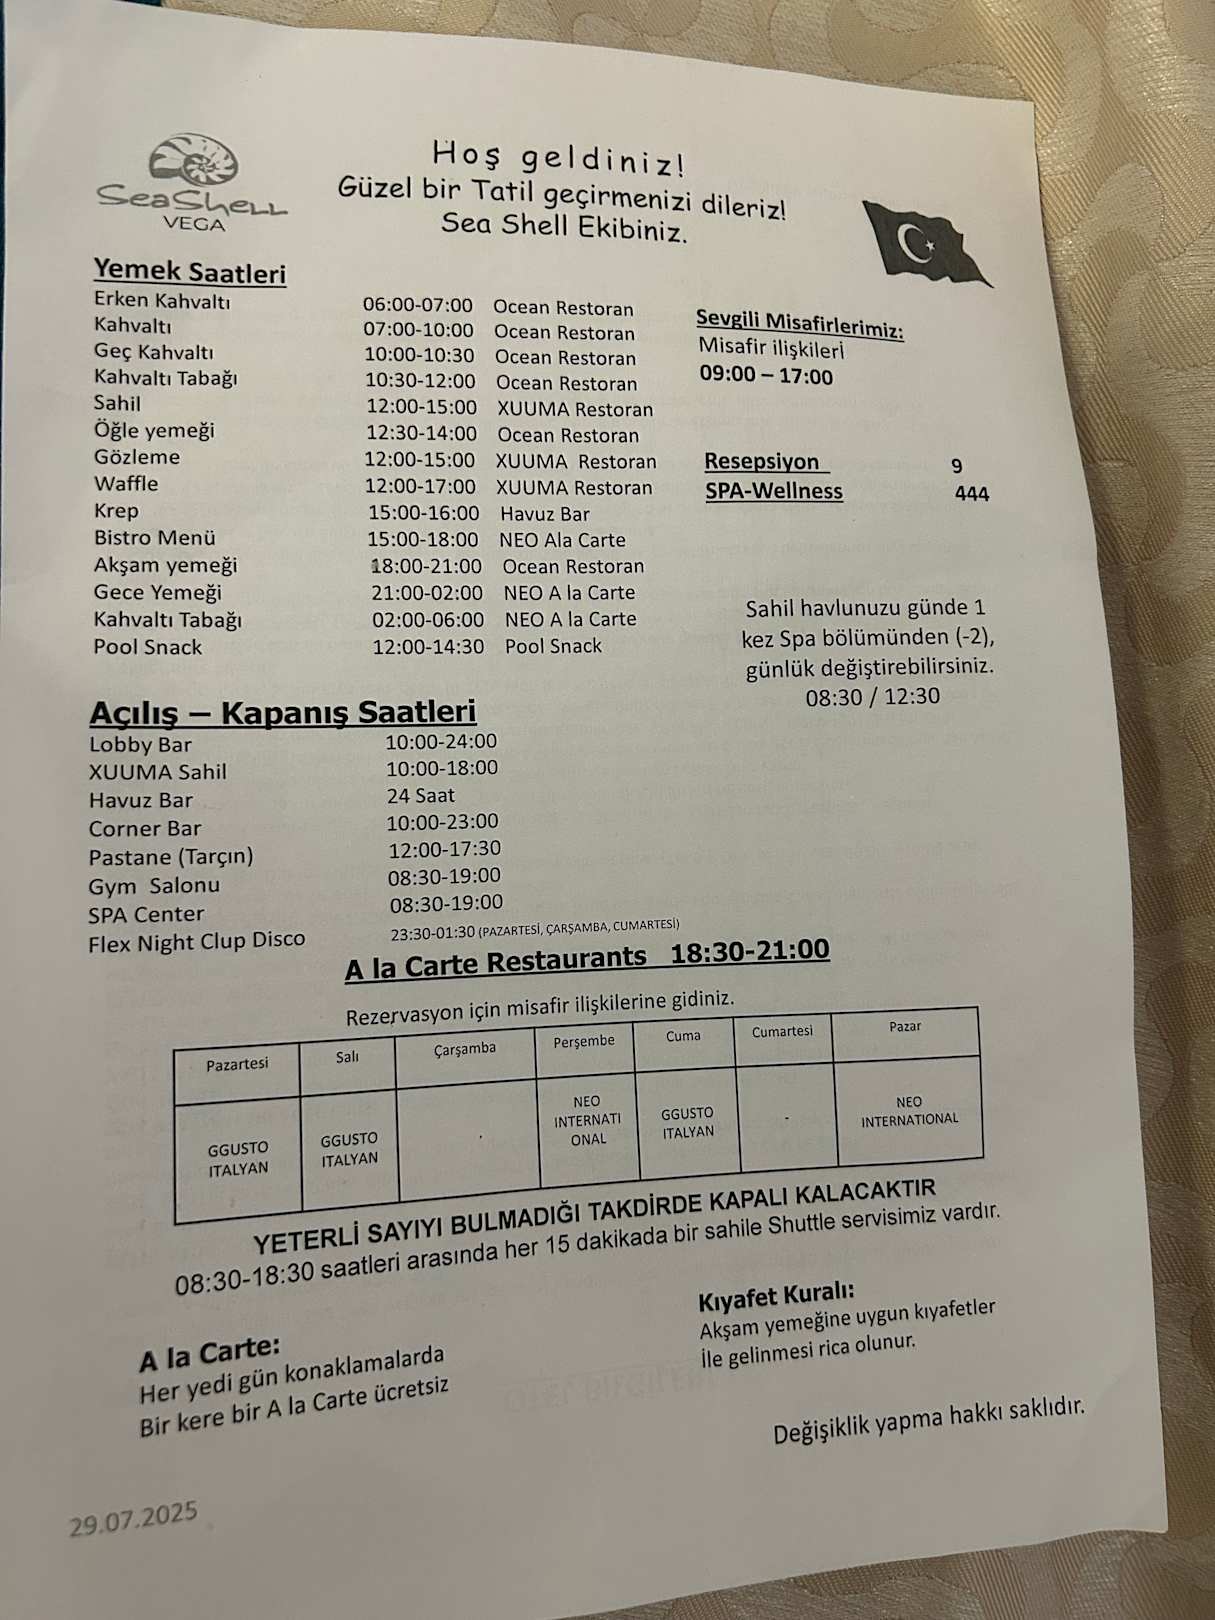 SeaShell
VEGA
Hoş geldiniz!
Güzel bir Tatil geçirmenizi dileriz!
Sea Shell Ekibiniz.
Yemek Saatleri
Erken Kahvaltı 06:00-07:00 Ocean Restoran
Kahvaltı 07:00-10:00 Ocean Restoran
Geç Kahvaltı 10:00-10:30 Ocean Restoran
Kahvaltı Tabağı 10:30-12:00 Ocean Restoran
Sahil 12:00-15:00 XUUMA Restoran
Öğle yemeği 12:30-14:00 Ocean Restoran
Gözleme 12:00-15:00 XUUMA Restoran
Waffle 12:00-17:00 XUUMA Restoran
Krep 15:00-16:00 Havuz Bar
Bistro Menü 15:00-18:00 NEO Ala Carte
Akşam yemeği 18:00-21:00 Ocean Restoran
Gece Yemeği 21:00-02:00 NEO A la Carte
Kahvaltı Tabağı 02:00-06:00 NEO A la Carte
Pool Snack 12:00-14:30 Pool Snack
Sevgili Misafirlerimiz:
Misafir ilişkileri
09:00 – 17:00
Resepsiyon 9
SPA-Wellness 444
Sahil havlunuzu günde 1
kez Spa bölümünden (-2),
günlük değiştirebilirsiniz.
08:30 / 12:30
Açılış – Kapanış Saatleri
Lobby Bar 10:00-24:00
XUUMA Sahil 10:00-18:00
Havuz Bar 24 Saat
Corner Bar 10:00-23:00
Pastane (Tarçın) 12:00-17:30
Gym Salonu 08:30-19:00
SPA Center 08:30-19:00
Flex Night Clup Disco 23:30-01:30 (PAZARTESİ, ÇARŞAMBA, CUMARTESİ)
A la Carte Restaurants 18:30-21:00
Rezervasyon için misafir ilişkilerine gidiniz.
Pazartesi Salı Çarşamba Perşembe Cuma Cumartesi Pazar
GGUSTO
ITALYAN
GGUSTO
ITALYAN
.
NEO
INTERNATI
ONAL
GGUSTO
ITALYAN
-
NEO
INTERNATIONAL
YETERLİ SAYIYI BULMADIĞI TAKDİRDE KAPALI KALACAKTIR
08:30-18:30 saatleri arasında her 15 dakikada bir sahile Shuttle servisimiz vardır.
A la Carte:
Her yedi gün konaklamalarda
Bir kere bir A la Carte ücretsiz
Kıyafet Kuralı:
Akşam yemeğine uygun kıyafetler
İle gelinmesi rica olunur.
Değişiklik yapma hakkı saklıdır.
29.07.2025